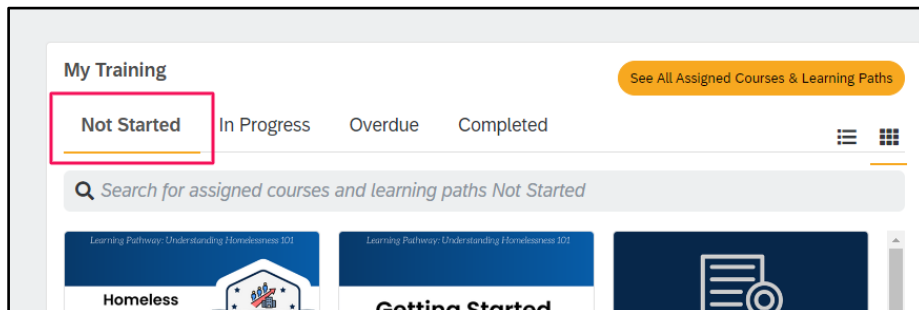 My Training
See All Assigned Courses & Learning Paths
Not Started In Progress Overdue Completed
Search for assigned courses and learning paths Not Started
Learning Pathway: Understanding Homelessness 101
Homeless
Learning Pathway: Understanding Homelessness 101
Getting Started